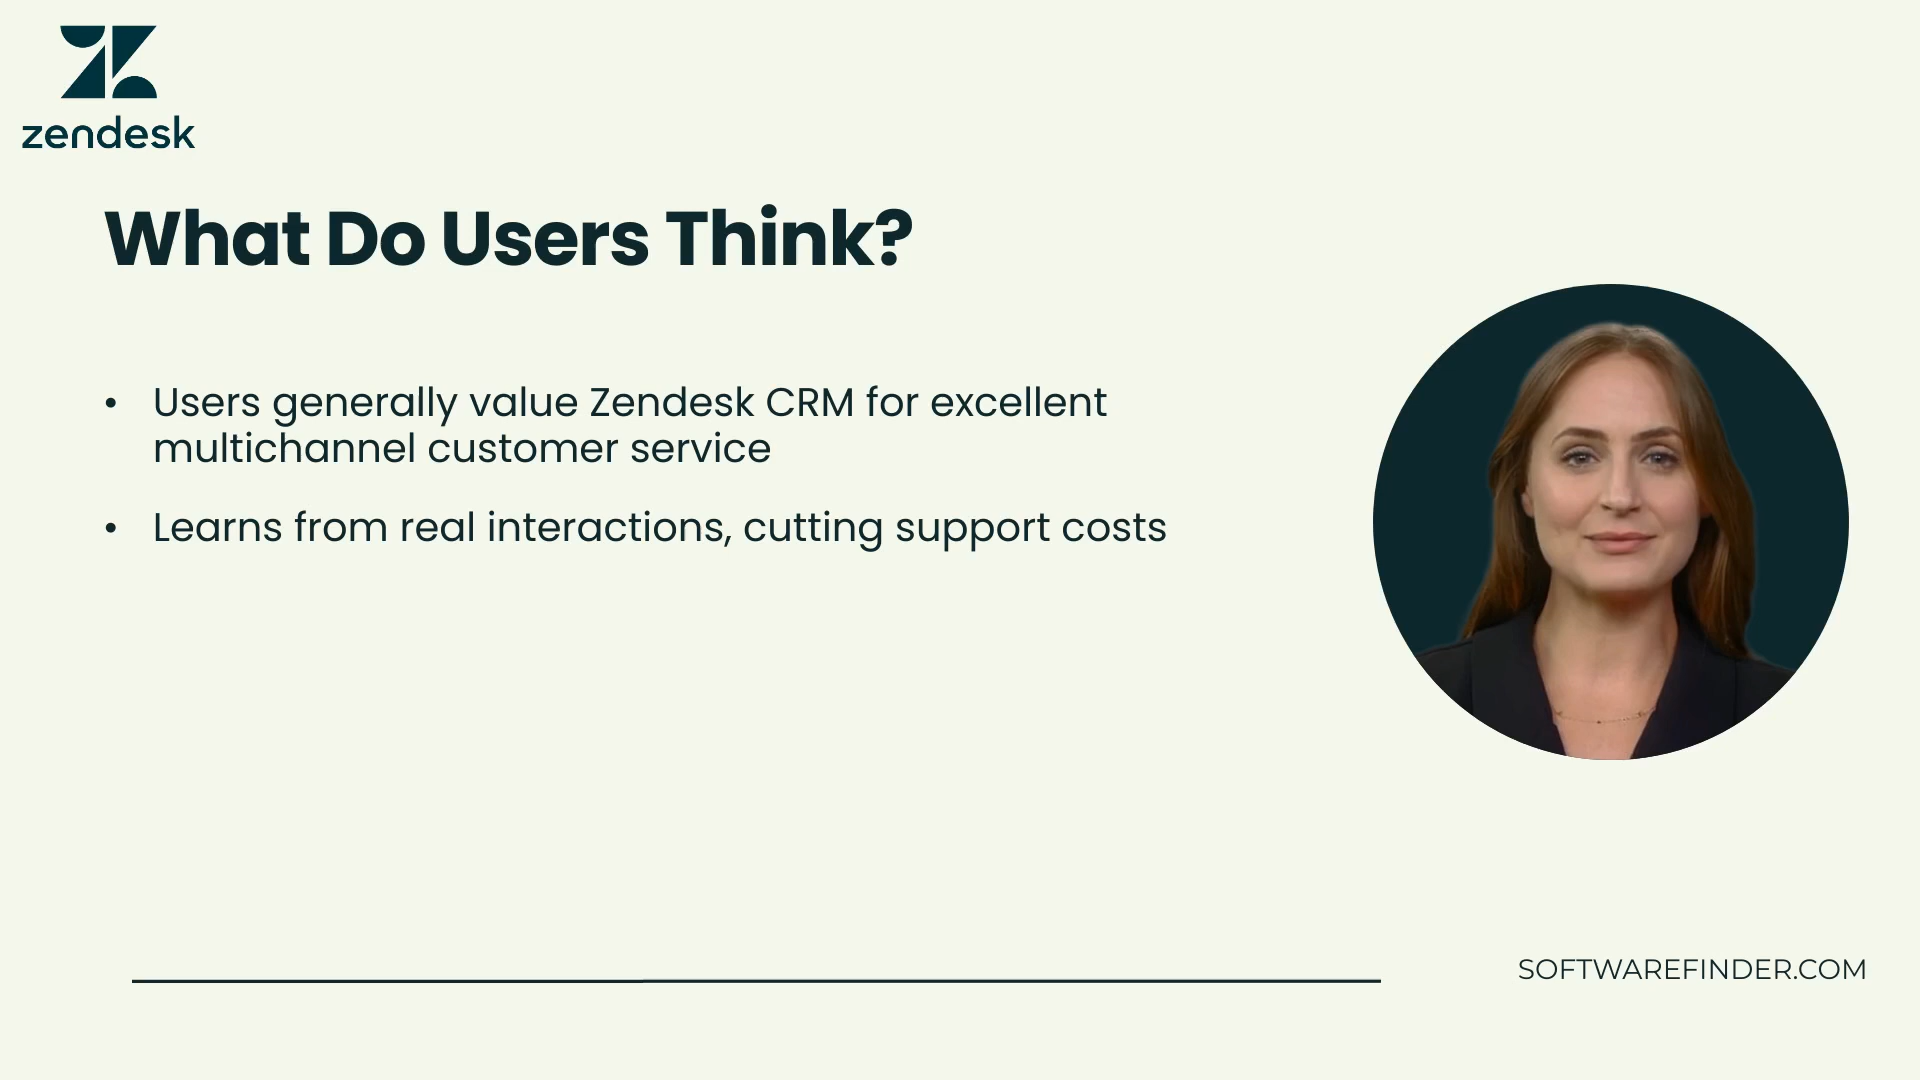 zendesk
What Do Users Think?
• Users generally value Zendesk CRM for excellent
multichannel customer service
• Learns from real interactions, cutting support costs
SOFTWAREFINDER.COM